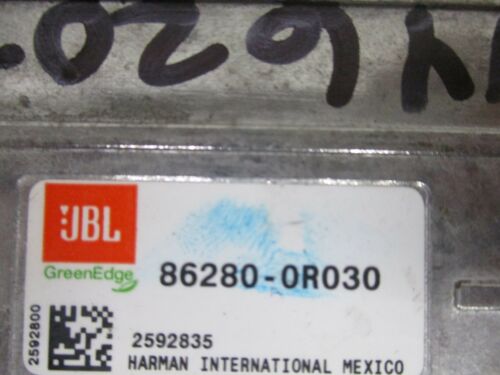 JBL
GreenEdge
86280-0R030
2592800
2592835
HARMAN INTERNATIONAL MEXICO